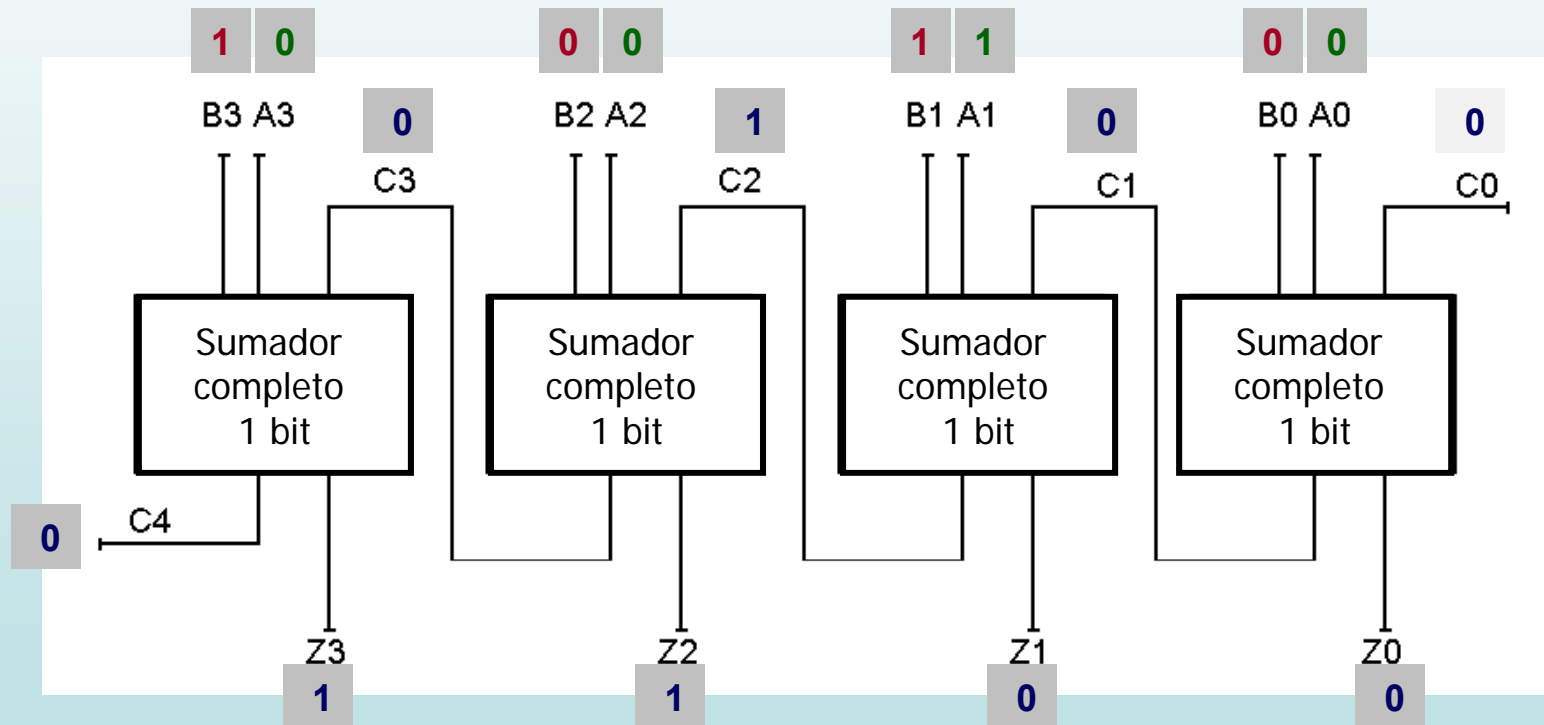 1 0 0 0 1 1 0 0
B3 A3 0 B2 A2 1 B1 A1 0 B0 A0 0
C3 C2 C1 C0
Sumador Sumador Sumador Sumador
completo completo completo completo
1 bit 1 bit 1 bit 1 bit
0 C4
Z3 Z2 Z1 Z0
1 1 0 0